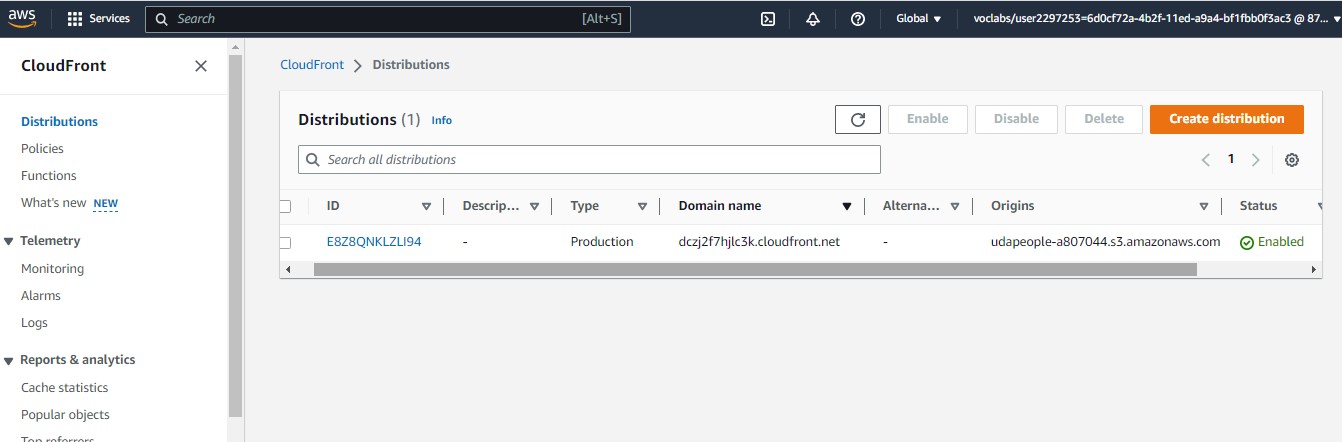 aws Services Search [Alt+S] Global voclabs/user2297253=6d0cf72a-4b2f-11ed-a9a4-bf1fbb0f3ac3 @ 87...
CloudFront
Distributions
Policies
Functions
What's new NEW
Telemetry
Monitoring
Alarms
Logs
Reports & analytics
Cache statistics
Popular objects
Top referrers
CloudFront Distributions
Distributions (1) Info Enable Disable Delete Create distribution
Search all distributions 1
ID Descrip... Type Domain name Alterna... Origins Status
E8Z8QNKLZLI94 - Production dczj2f7hjlc3k.cloudfront.net - udapeople-a807044.s3.amazonaws.com Enabled